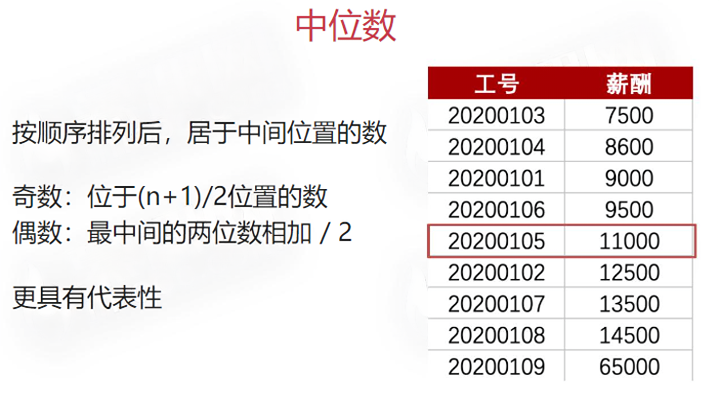 中位数
按顺序排列后，居于中间位置的数
奇数：位于(n+1)/2位置的数
偶数：最中间的两位数相加 / 2
更具有代表性
工号 薪酬
20200103 7500
20200104 8600
20200101 9000
20200106 9500
20200105 11000
20200102 12500
20200107 13500
20200108 14500
20200109 65000